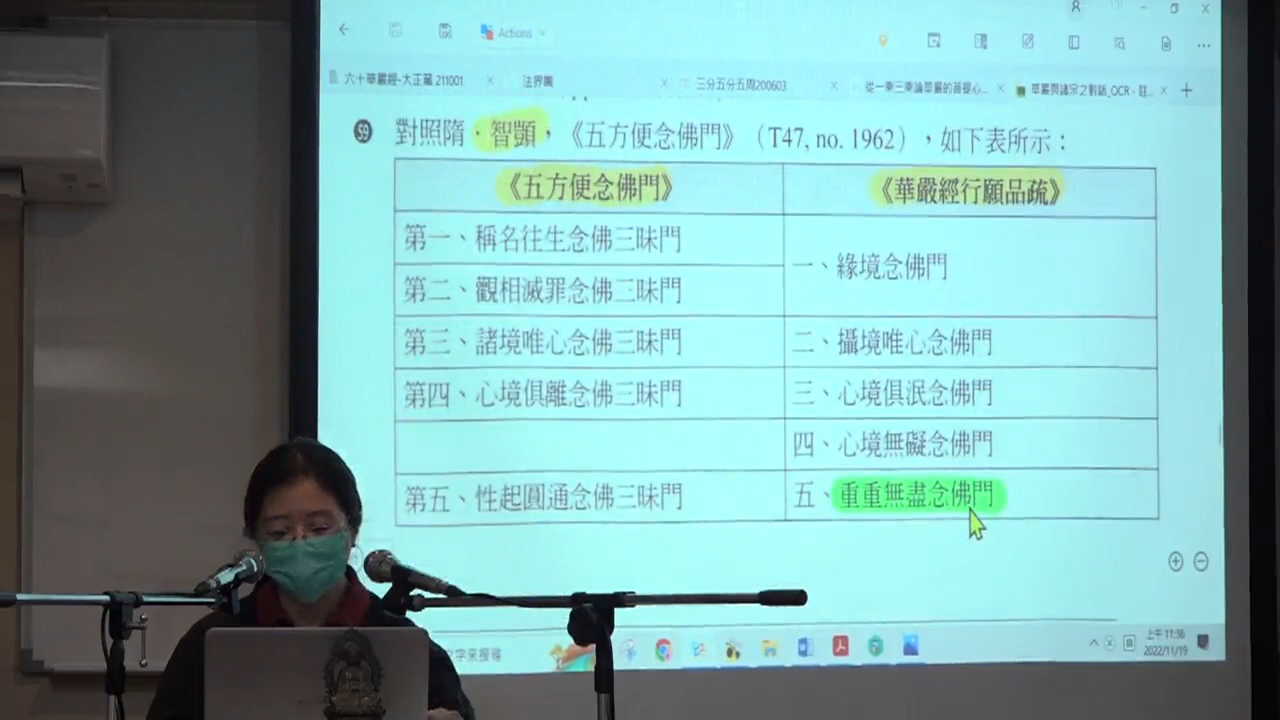 Actions
六十華嚴經-大正藏 211001
法界觀
三分五分五周200603
從一乘三乘論華嚴的菩提心...
華嚴與諸宗之對話_OCR - 註...
59 對照隋．智顗，《五方便念佛門》（T47, no. 1962），如下表所示：
《五方便念佛門》 《華嚴經行願品疏》
第一、稱名往生念佛三昧門
一、緣境念佛門
第二、觀相滅罪念佛三昧門
第三、諸境唯心念佛三昧門 二、攝境唯心念佛門
第四、心境俱離念佛三昧門 三、心境俱泯念佛門
四、心境無礙念佛門
第五、性起圓通念佛三昧門 五、重重無盡念佛門
文字來搜尋
上午 11:36
2022/11/19